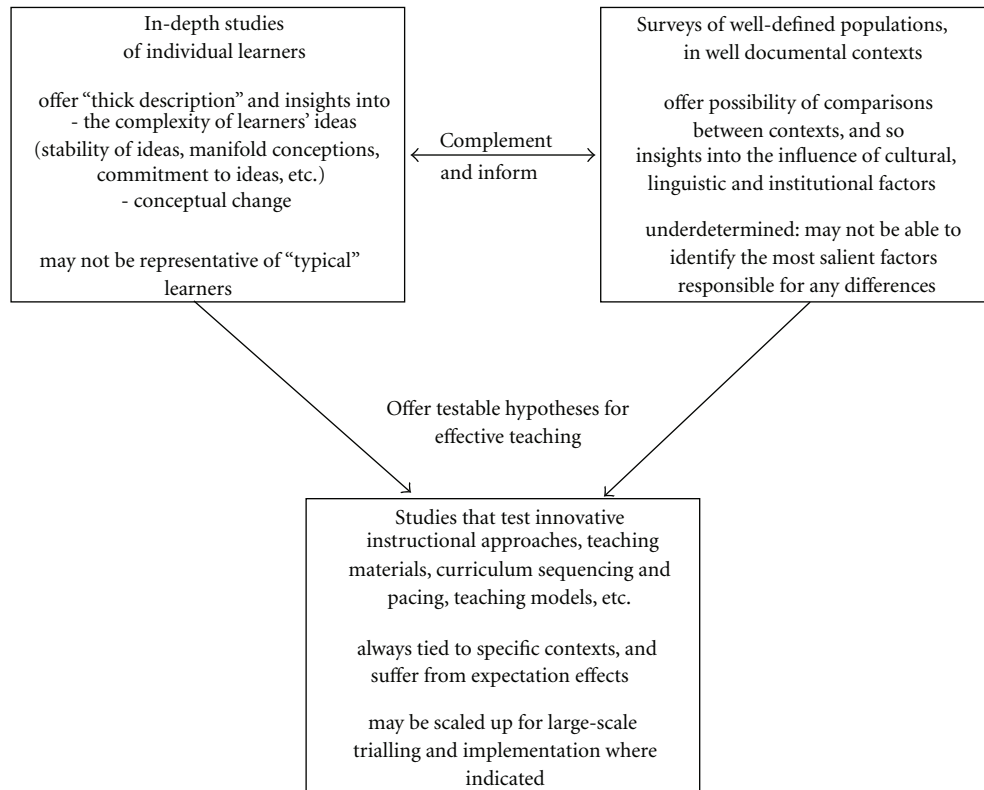 In-depth studies
of individual learners
offer “thick description” and insights into
- the complexity of learners’ ideas
(stability of ideas, manifold conceptions,
commitment to ideas, etc.)
- conceptual change
may not be representative of “typical”
learners
Complement
and inform
Surveys of well-defined populations,
in well documental contexts
offer possibility of comparisons
between contexts, and so
insights into the influence of cultural,
linguistic and institutional factors
underdetermined: may not be able to
identify the most salient factors
responsible for any differences
Offer testable hypotheses for
effective teaching
Studies that test innovative
instructional approaches, teaching
materials, curriculum sequencing and
pacing, teaching models, etc.
always tied to specific contexts, and
suffer from expectation effects
may be scaled up for large-scale
trialling and implementation where
indicated